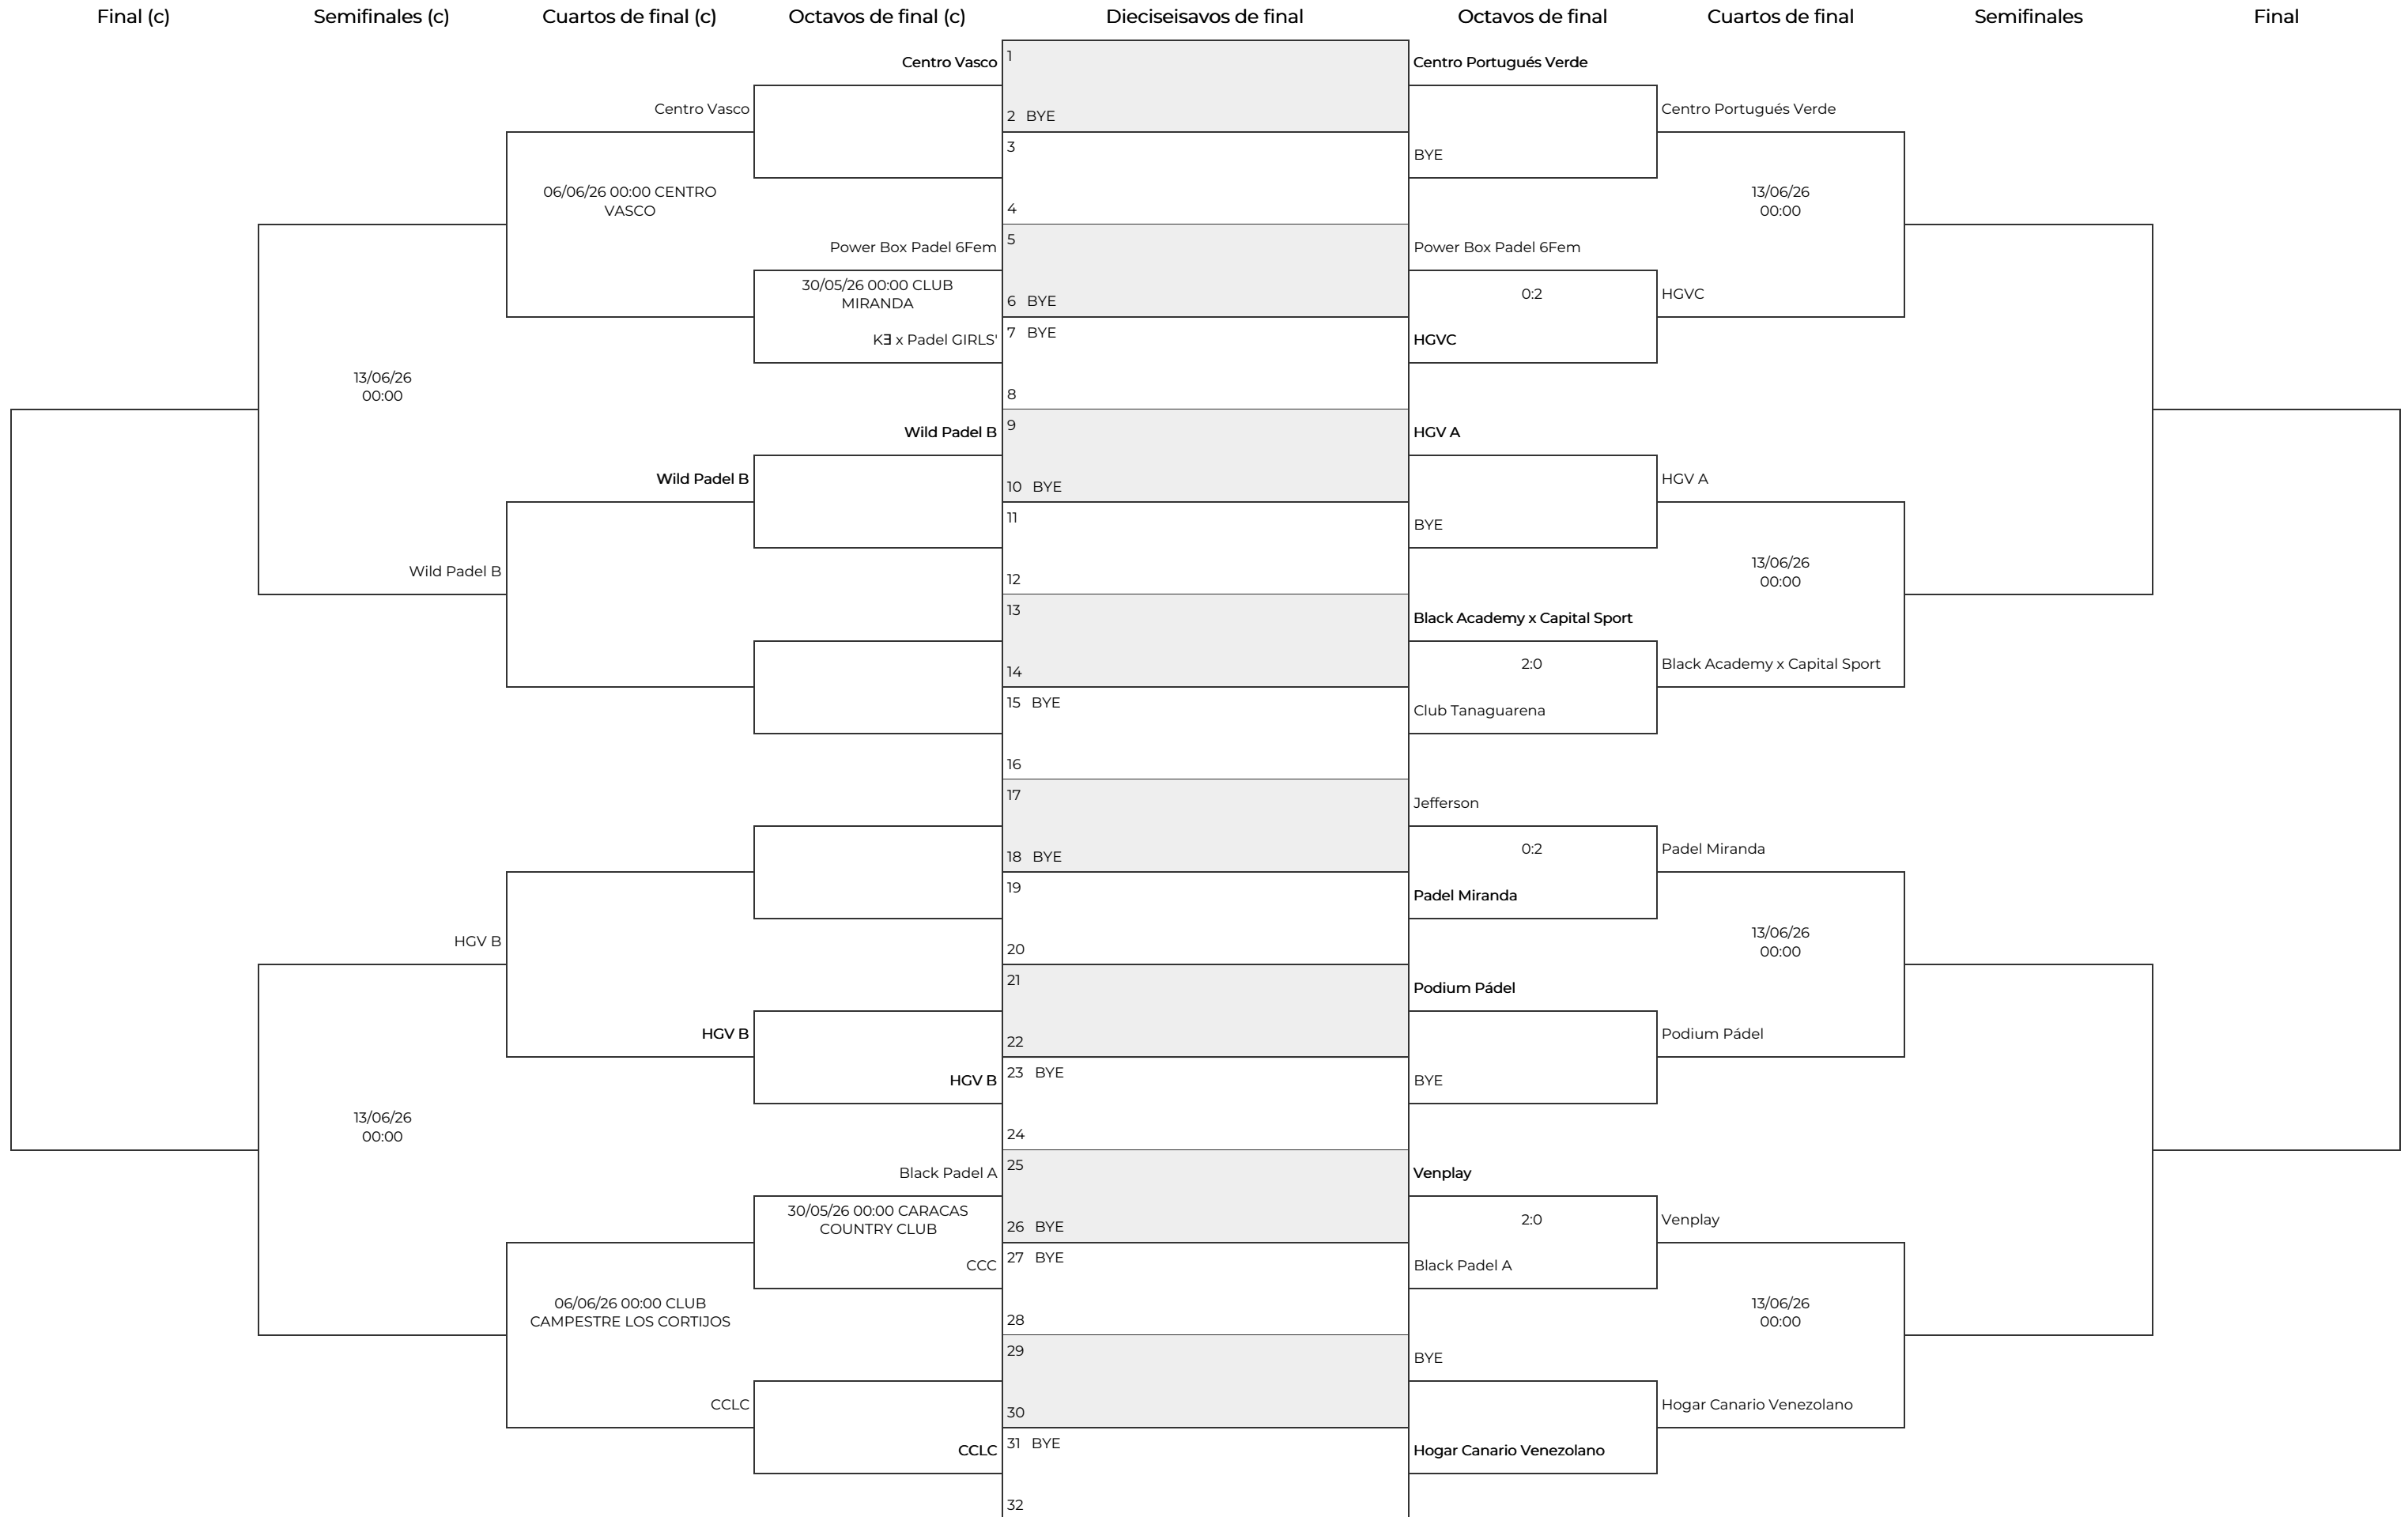 Final (c)
Semifinales (c)
Cuartos de final (c)
Octavos de final (c)
Dieciseisavos de final
Octavos de final
Cuartos de final
Semifinales
Final
Centro Vasco
1
Centro Portugués Verde
Centro Vasco
2 BYE
Centro Portugués Verde
3
BYE
06/06/26 00:00 CENTRO
VASCO
13/06/26
00:00
4
Power Box Padel 6Fem
5
Power Box Padel 6Fem
30/05/26 00:00 CLUB
MIRANDA
6 BYE
0:2
HGVC
KƎ x Padel GIRLS'
7 BYE
HGVC
13/06/26
00:00
8
Wild Padel B
9
HGV A
Wild Padel B
10 BYE
HGV A
11
BYE
Wild Padel B
12
13/06/26
00:00
13
Black Academy x Capital Sport
14
2:0
Black Academy x Capital Sport
15 BYE
Club Tanaguarena
16
17
Jefferson
18 BYE
0:2
Padel Miranda
19
Padel Miranda
HGV B
20
13/06/26
00:00
21
Podium Pádel
HGV B
22
Podium Pádel
HGV B
23 BYE
BYE
13/06/26
00:00
24
Black Padel A
25
Venplay
30/05/26 00:00 CARACAS
COUNTRY CLUB
26 BYE
2:0
Venplay
CCC
27 BYE
Black Padel A
06/06/26 00:00 CLUB
CAMPESTRE LOS CORTIJOS
28
13/06/26
00:00
29
BYE
CCLC
30
Hogar Canario Venezolano
CCLC
31 BYE
Hogar Canario Venezolano
32